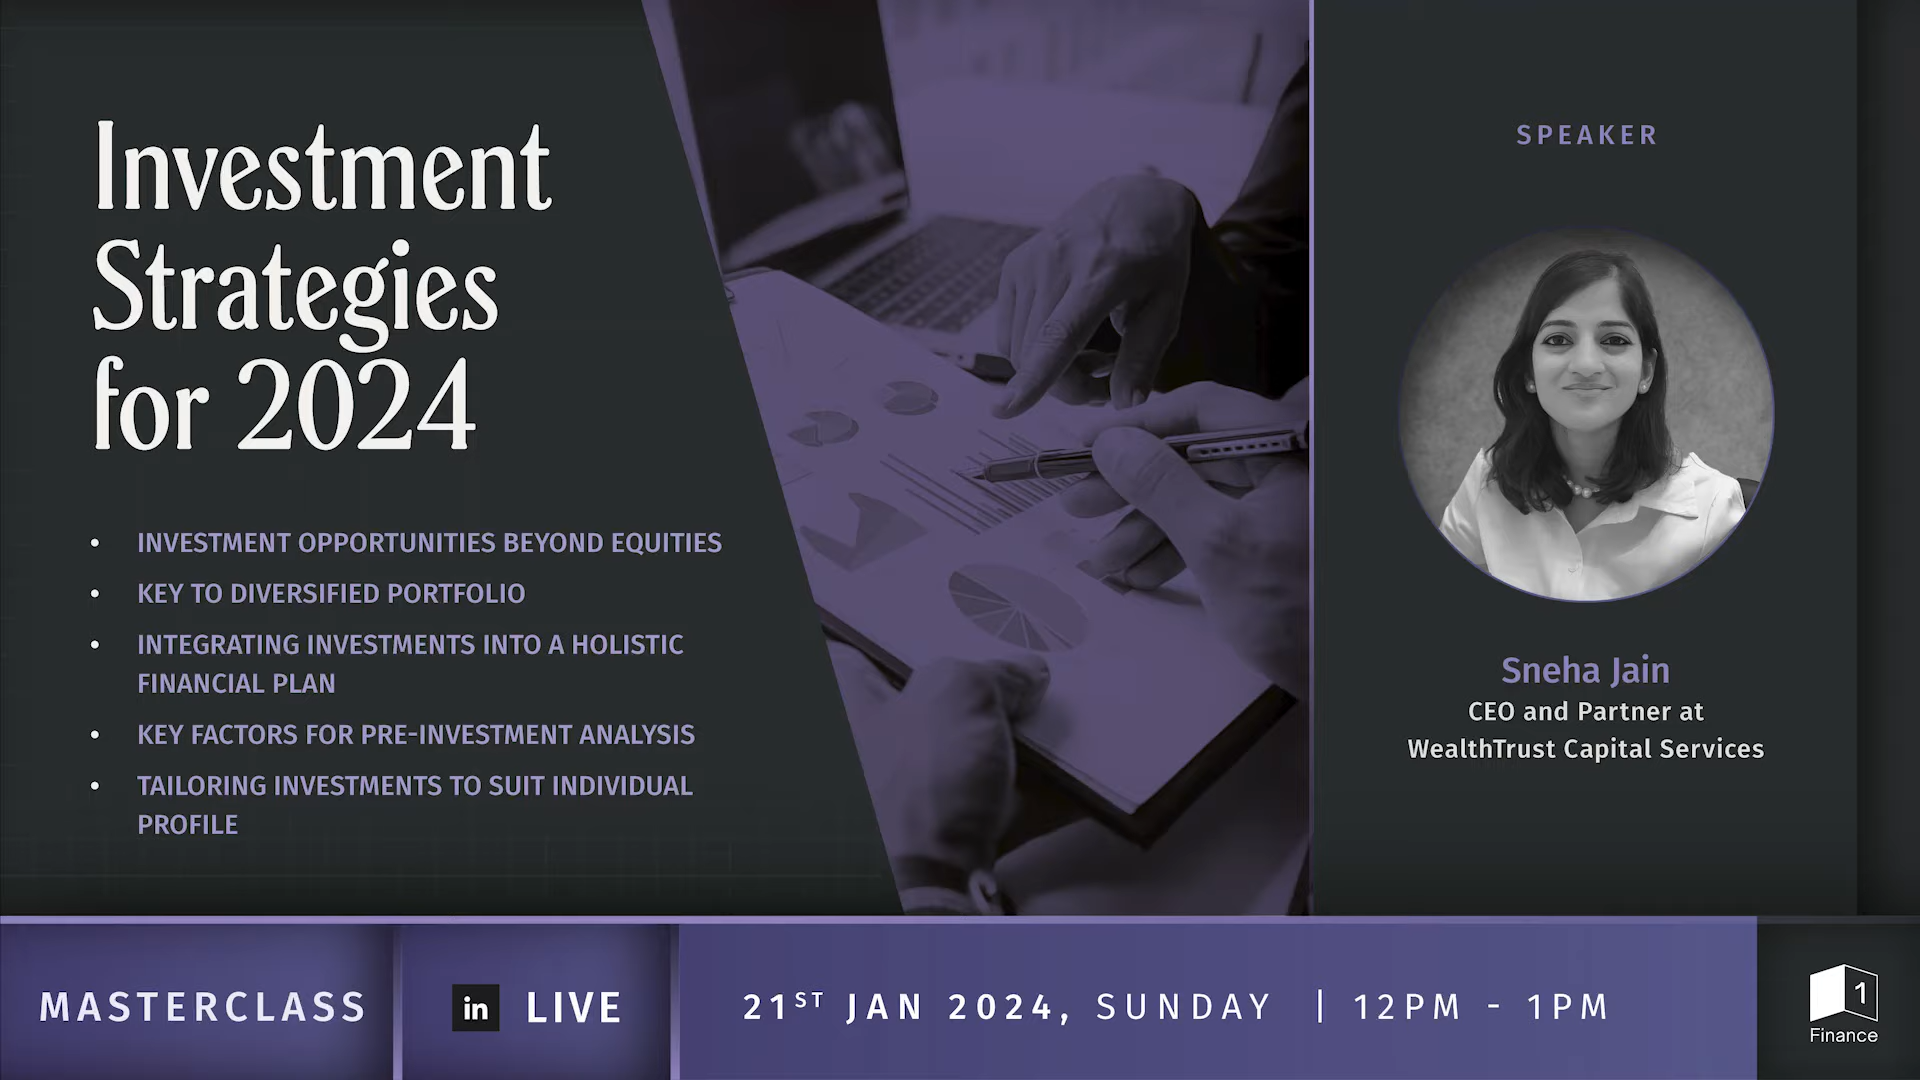 Investment
Strategies
for 2024
• INVESTMENT OPPORTUNITIES BEYOND EQUITIES
• KEY TO DIVERSIFIED PORTFOLIO
• INTEGRATING INVESTMENTS INTO A HOLISTIC
FINANCIAL PLAN
• KEY FACTORS FOR PRE-INVESTMENT ANALYSIS
• TAILORING INVESTMENTS TO SUIT INDIVIDUAL
PROFILE
SPEAKER
Sneha Jain
CEO and Partner at
WealthTrust Capital Services
MASTERCLASS
in LIVE
21ST JAN 2024, SUNDAY | 12PM - 1PM
1
Finance